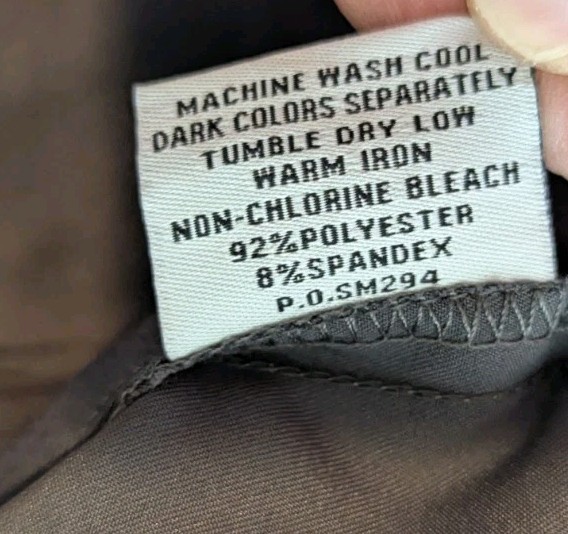 MACHINE WASH COOL
DARK COLORS SEPARATELY
TUMBLE DRY LOW
WARM IRON
NON-CHLORINE BLEACH
92%POLYESTER
8%SPANDEX
P.O.SM294